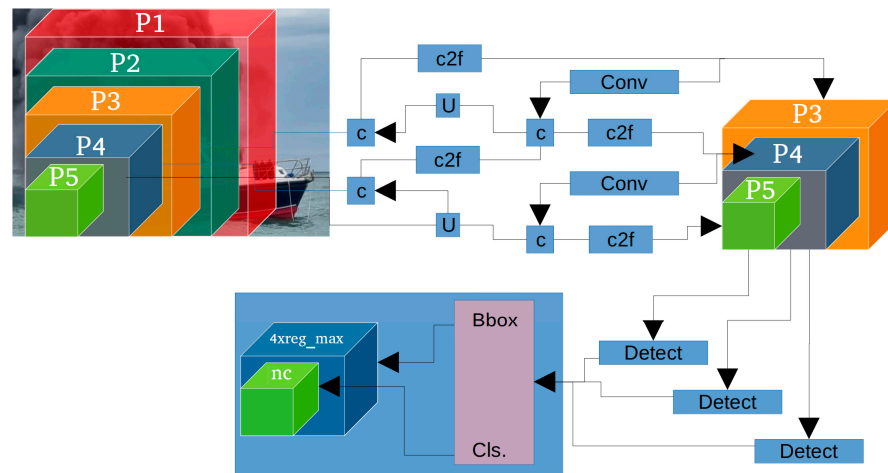 P1
P2
P3
P4
P5
c2f
Conv
U
c
c
c2f
c2f
Conv
c
U
c
c2f
P3
P4
P5
4xreg_max
nc
Bbox
Cls.
Detect
Detect
Detect